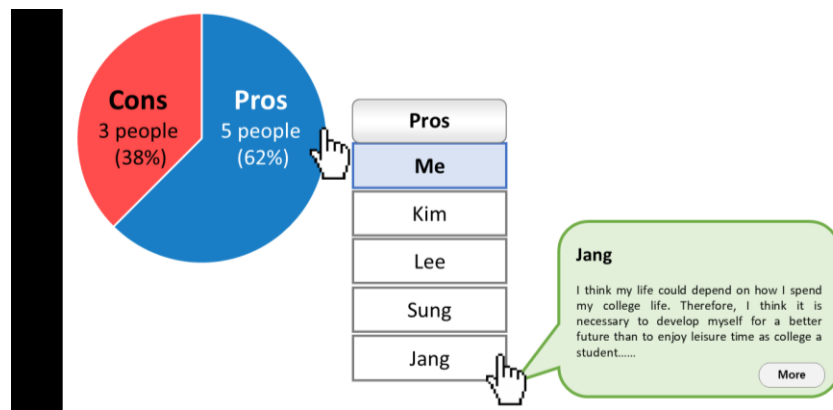 Cons
3 people
(38%)
Pros
5 people
(62%)
Pros
Me
Kim
Lee
Sung
Jang
Jang
I think my life could depend on how I spend
my college life. Therefore, I think it is
necessary to develop myself for a better
future than to enjoy leisure time as college a
student......
More